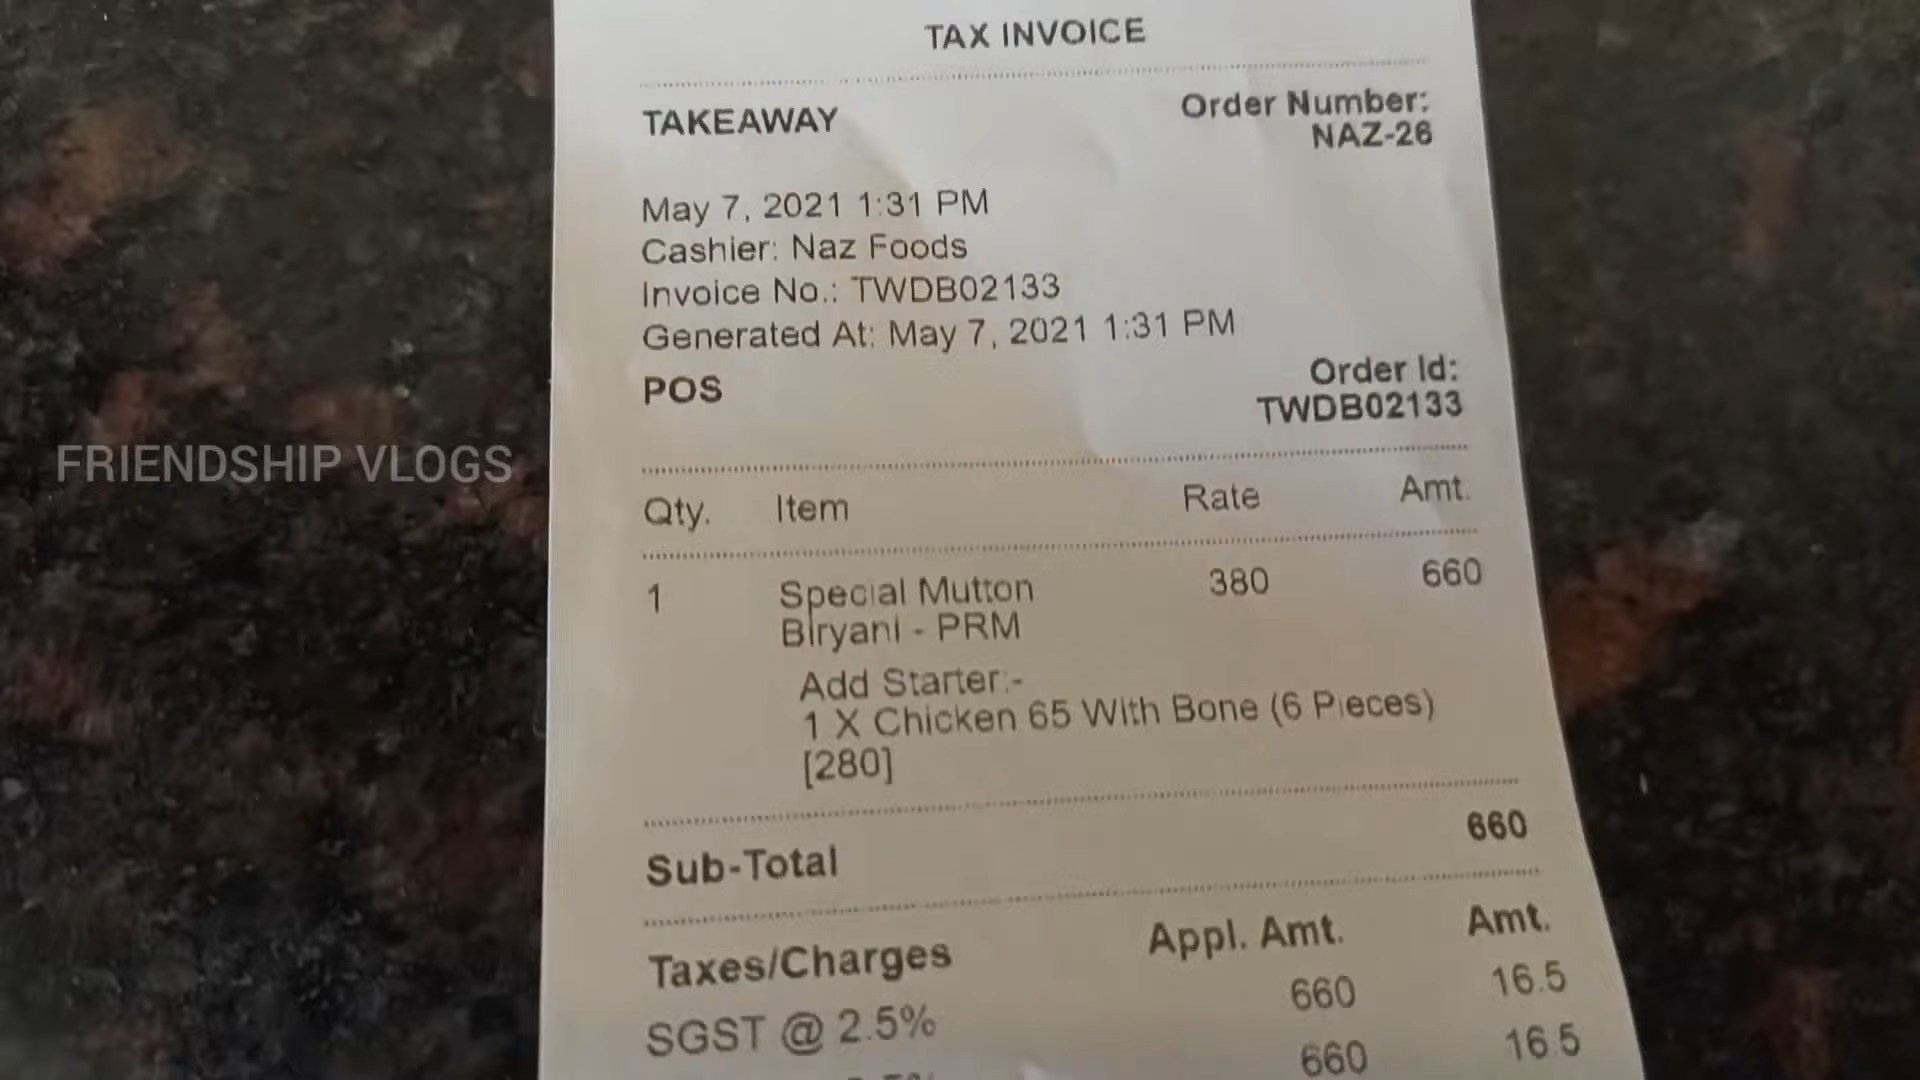 TAX INVOICE
TAKEAWAY
Order Number:
NAZ-26
May 7, 2021 1:31 PM
Cashier: Naz Foods
Invoice No.: TWDB02133
Generated At: May 7, 2021 1:31 PM
POS
Order Id:
TWDB02133
FRIENDSHIP VLOGS
Qty. Item Rate Amt.
1 Special Mutton 380 660
Biryani - PRM
Add Starter:-
1 X Chicken 65 With Bone (6 Pieces)
[280]
Sub-Total 660
Taxes/Charges Appl. Amt. Amt.
SGST @ 2.5% 660 16.5
660 16.5